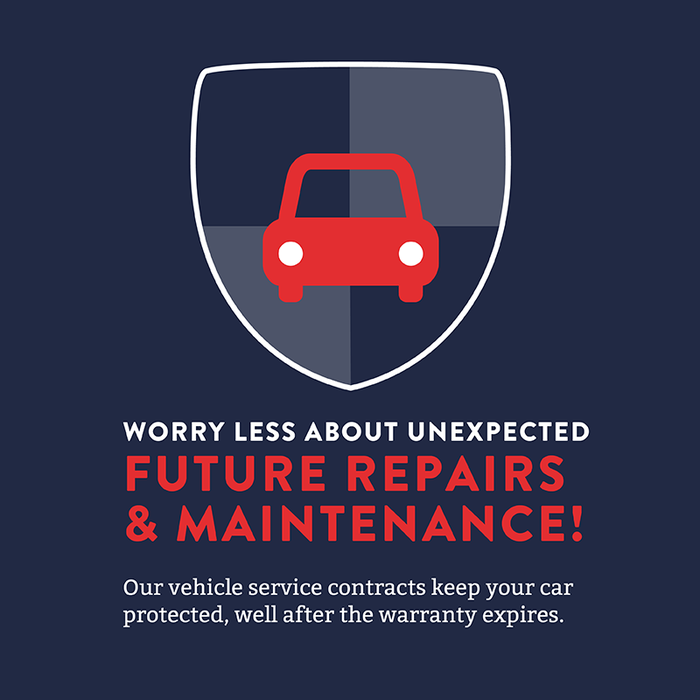 WORRY LESS ABOUT UNEXPECTED
FUTURE REPAIRS
& MAINTENANCE!
Our vehicle service contracts keep your car
protected, well after the warranty expires.